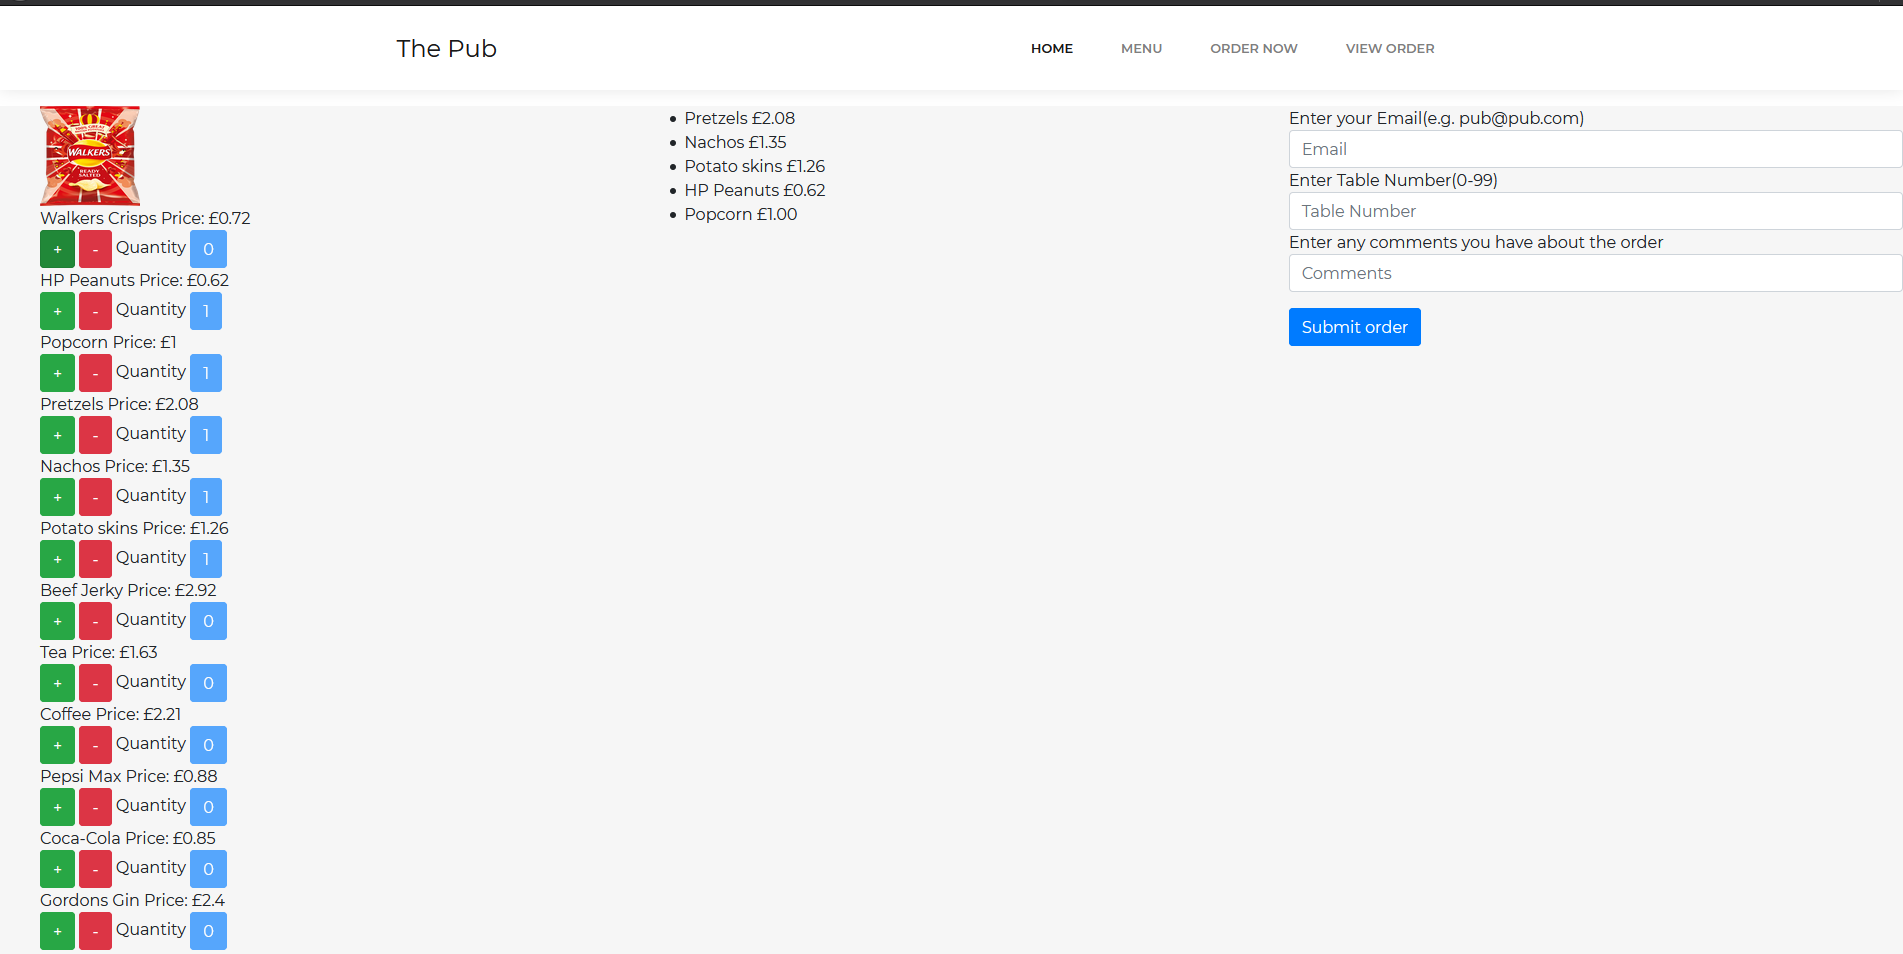 The Pub
HOME MENU ORDER NOW VIEW ORDER
WALKERS
READY
SALTED
Walkers Crisps Price: £0.72
+ - Quantity 0
HP Peanuts Price: £0.62
+ - Quantity 1
Popcorn Price: £1
+ - Quantity 1
Pretzels Price: £2.08
+ - Quantity 1
Nachos Price: £1.35
+ - Quantity 1
Potato skins Price: £1.26
+ - Quantity 1
Beef Jerky Price: £2.92
+ - Quantity 0
Tea Price: £1.63
+ - Quantity 0
Coffee Price: £2.21
+ - Quantity 0
Pepsi Max Price: £0.88
+ - Quantity 0
Coca-Cola Price: £0.85
+ - Quantity 0
Gordons Gin Price: £2.4
+ - Quantity 0
• Pretzels £2.08
• Nachos £1.35
• Potato skins £1.26
• HP Peanuts £0.62
• Popcorn £1.00
Enter your Email(e.g. pub@pub.com)
Email
Enter Table Number(0-99)
Table Number
Enter any comments you have about the order
Comments
Submit order